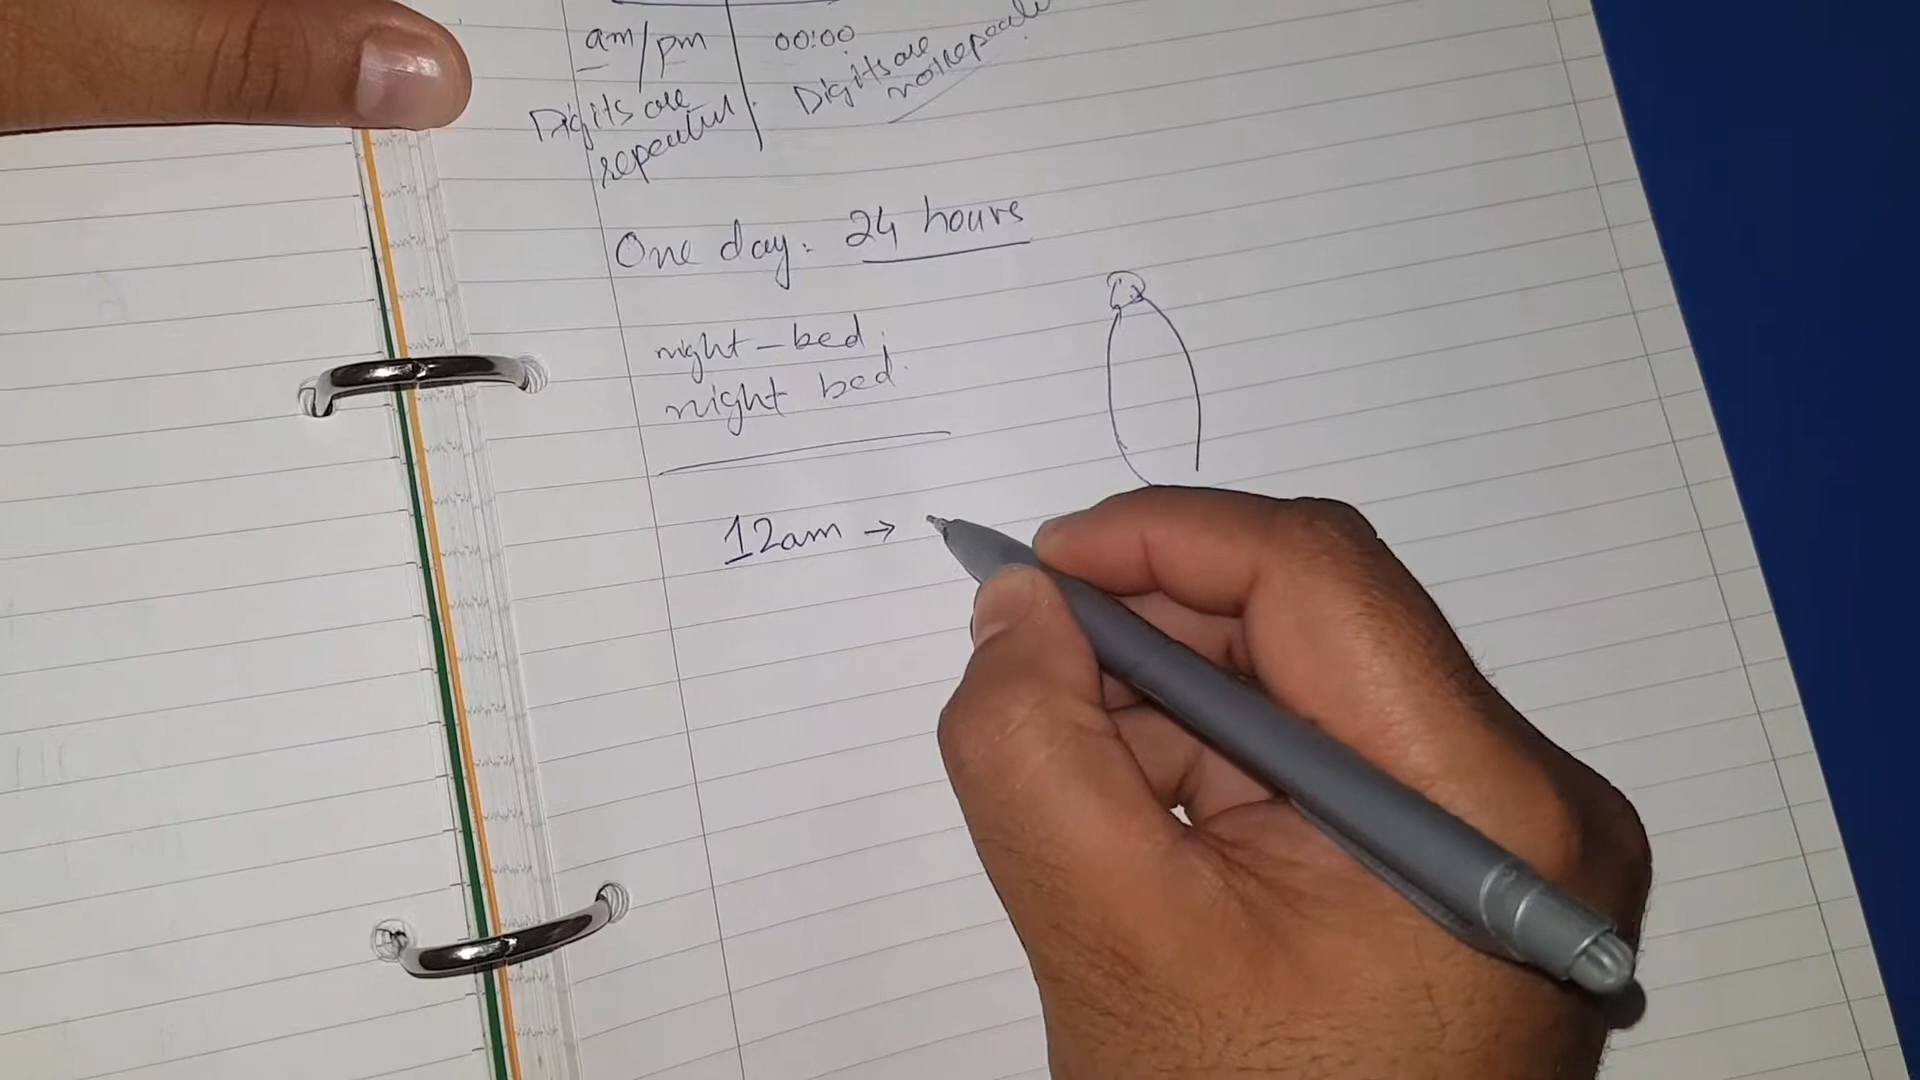 am/pm
00:00
Digits are
repeated.
Digits are
not repeated
One day: 24 hours
night-bed
night bed.
12am →